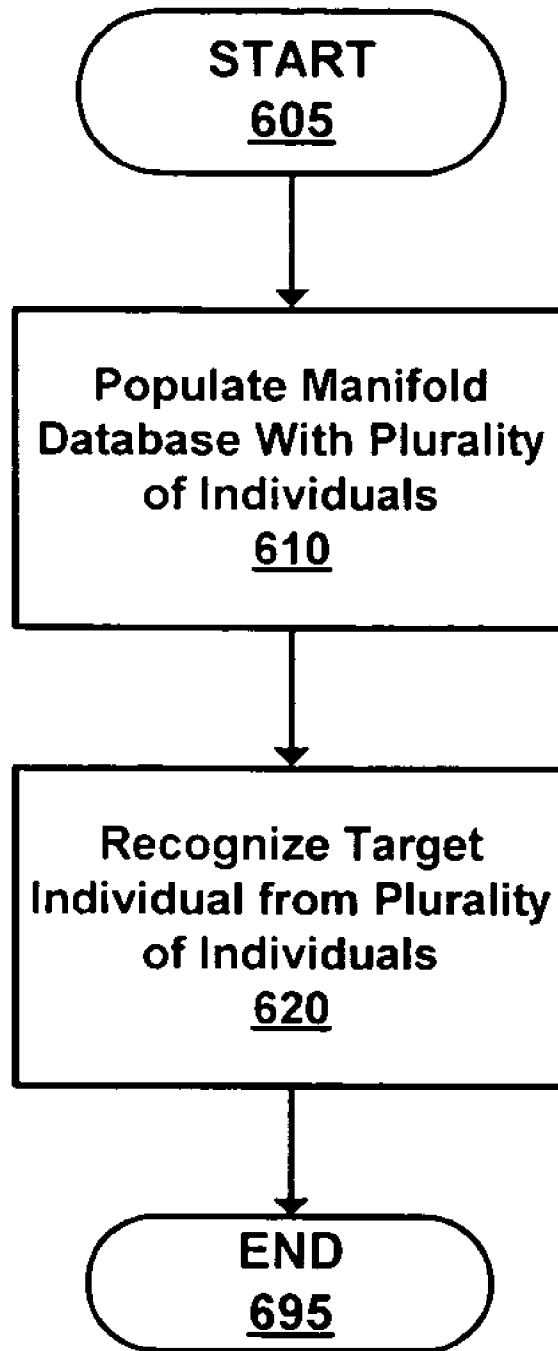 START
605
Populate Manifold
Database With Plurality
of Individuals
610
Recognize Target
Individual from Plurality
of Individuals
620
END
695